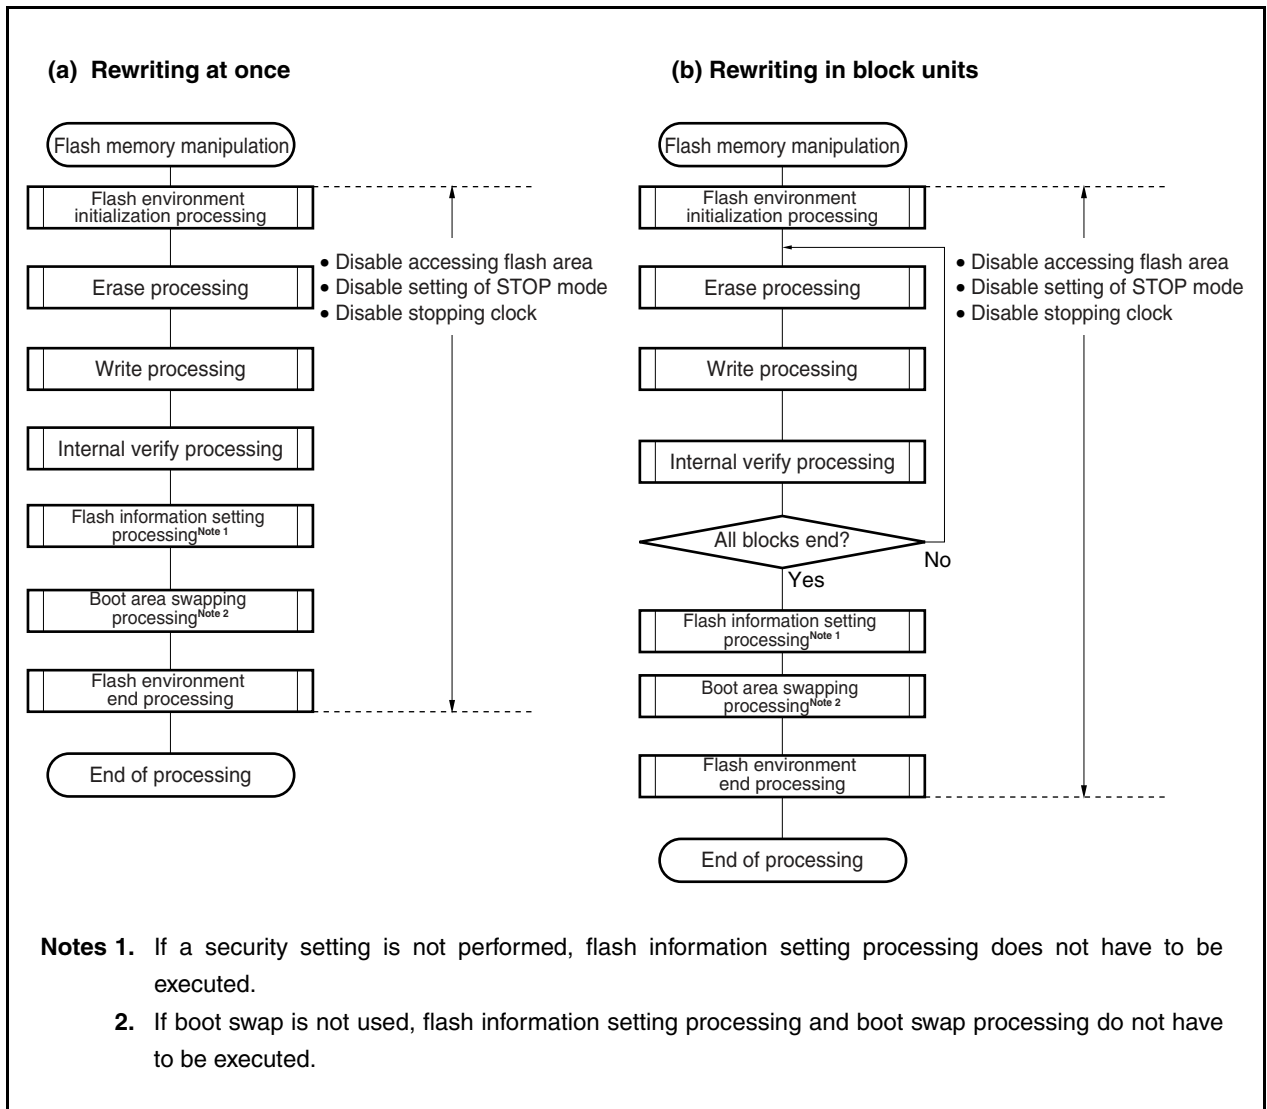 (a) Rewriting at once
Flash memory manipulation
Flash environment
initialization processing
• Disable accessing flash area
• Disable setting of STOP mode
• Disable stopping clock
Erase processing
Write processing
Internal verify processing
Flash information setting
processingNote 1
Boot area swapping
processingNote 2
Flash environment
end processing
End of processing
(b) Rewriting in block units
Flash memory manipulation
Flash environment
initialization processing
• Disable accessing flash area
• Disable setting of STOP mode
• Disable stopping clock
Erase processing
Write processing
Internal verify processing
All blocks end?
No
Yes
Flash information setting
processingNote 1
Boot area swapping
processingNote 2
Flash environment
end processing
End of processing
Notes 1. If a security setting is not performed, flash information setting processing does not have to be
executed.
2. If boot swap is not used, flash information setting processing and boot swap processing do not have
to be executed.